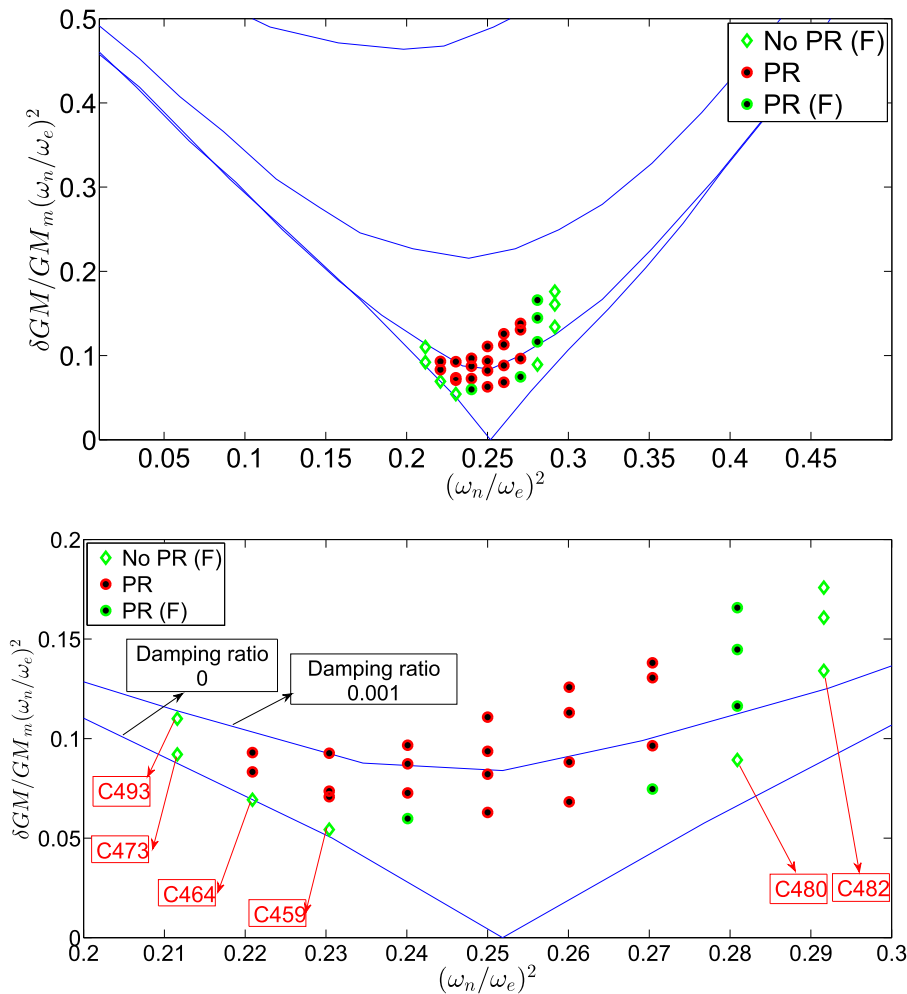 0.5
0.4
0.3
0.2
0.1
0
δGM/GM_m(ω_n/ω_e)^2
No PR (F)
PR
PR (F)
0.05 0.1 0.15 0.2 0.25 0.3 0.35 0.4 0.45
(ω_n/ω_e)^2
0.2
0.15
0.1
0.05
0
δGM/GM_m(ω_n/ω_e)^2
No PR (F)
PR
PR (F)
Damping ratio
0
Damping ratio
0.001
C493
C473
C464
C459
C480
C482
0.2 0.21 0.22 0.23 0.24 0.25 0.26 0.27 0.28 0.29 0.3
(ω_n/ω_e)^2